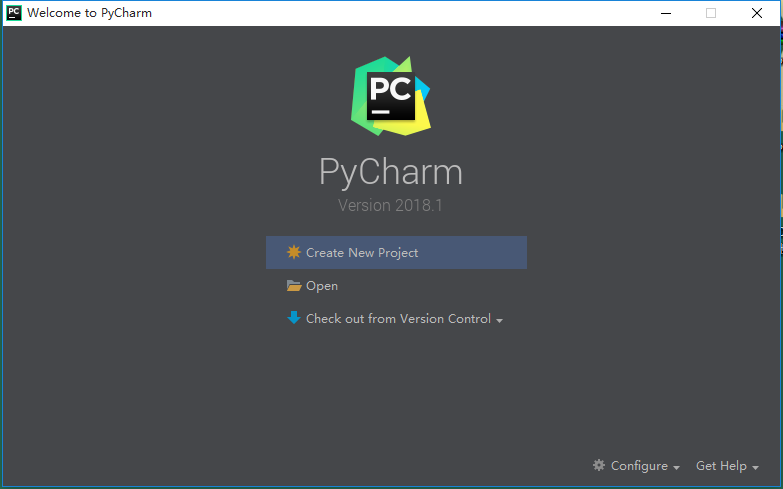 Welcome to PyCharm
PC
PyCharm
Version 2018.1
Create New Project
Open
Check out from Version Control
Configure
Get Help